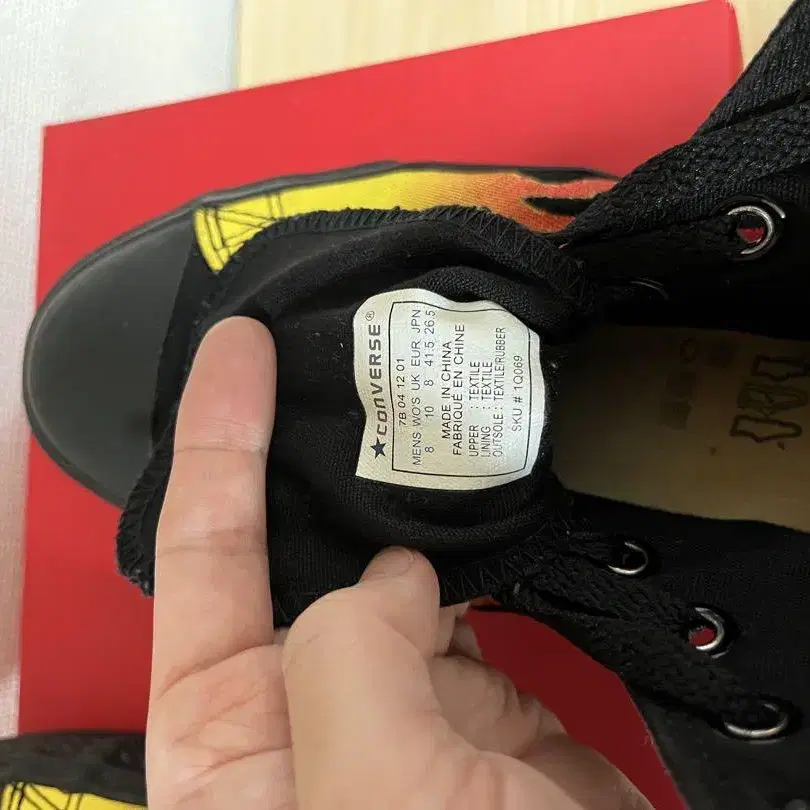 CONVERSE®
7B 04 12 01
MENS WO'S UK EUR JPN
8 10 8 41.5 26.5
MADE IN CHINA
FABRIQUÉ EN CHINE
UPPER : TEXTILE
LINING : TEXTILE
OUTSOLE : TEXTILE/RUBBER
SKU # 1Q069